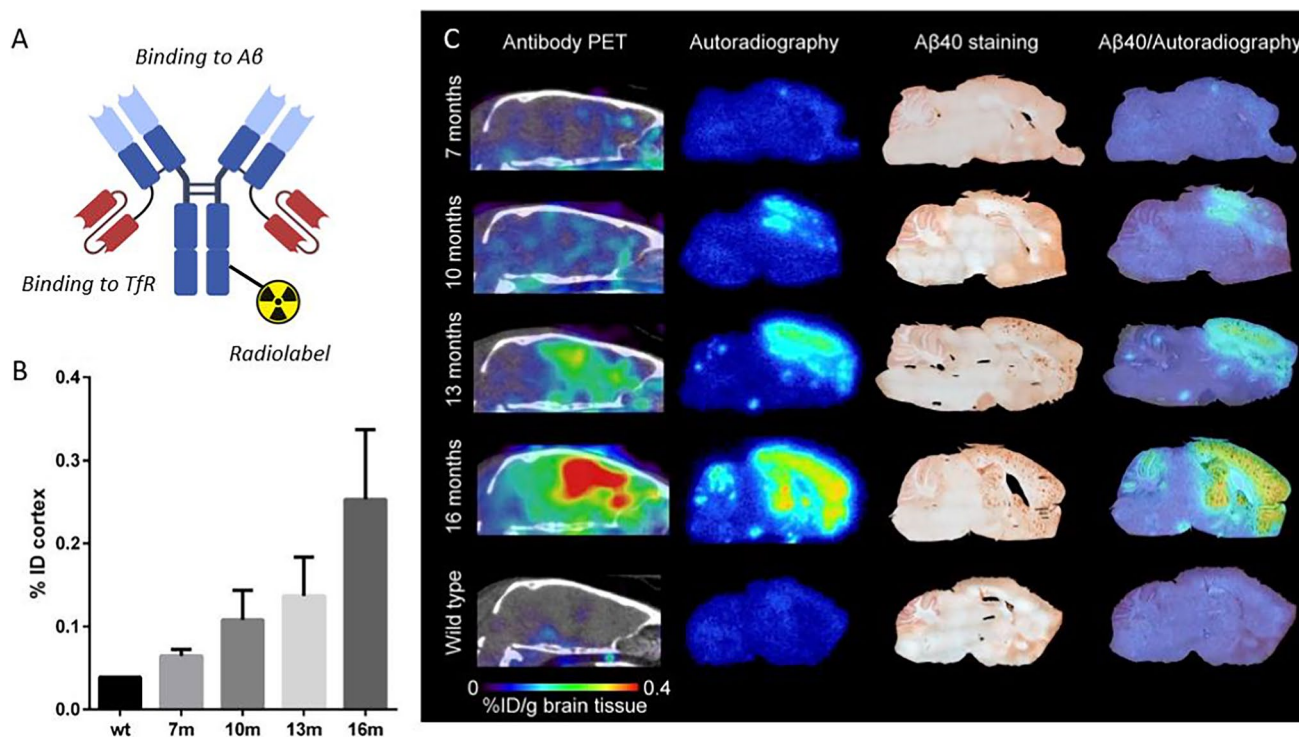 A
Binding to Aβ
Binding to TfR
Radiolabel
B
% ID cortex
0.4
0.3
0.2
0.1
0.0
wt 7m 10m 13m 16m
C
Antibody PET Autoradiography Aβ40 staining Aβ40/Autoradiography
7 months
10 months
13 months
16 months
Wild type
0 0.4
%ID/g brain tissue